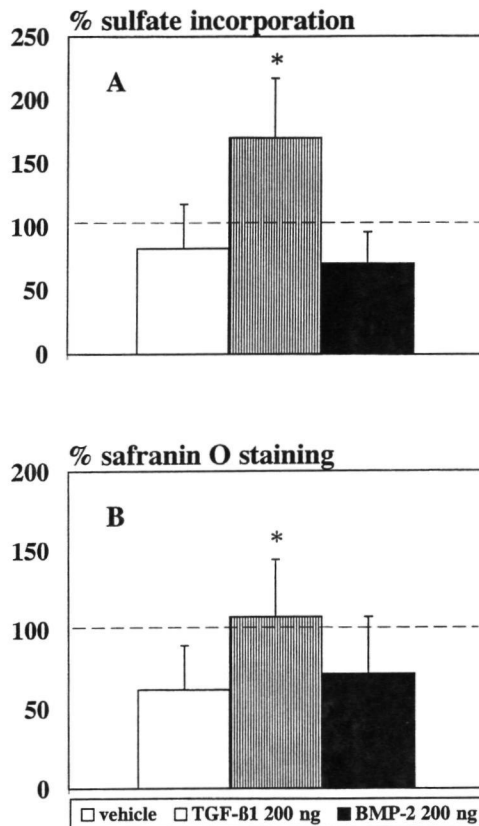 % sulfate incorporation
250
A
*
200
150
100
50
0
% safranin O staining
200
B
*
150
100
50
0
vehicle TGF-ß1 200 ng BMP-2 200 ng